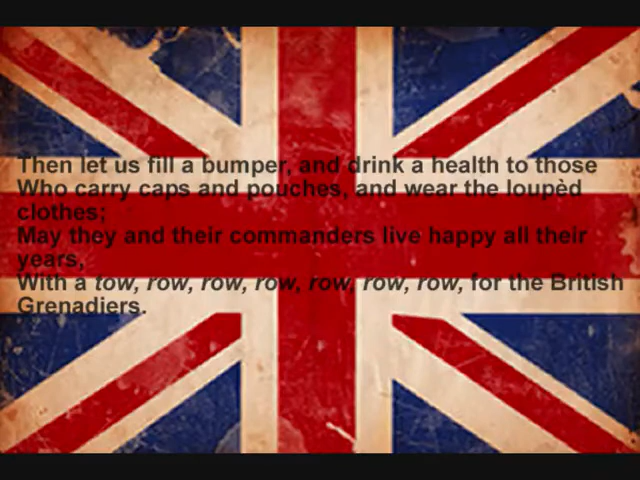 Then let us fill a bumper, and drink a health to those
Who carry caps and pouches, and wear the loupèd
clothes;
May they and their commanders live happy all their
years,
With a tow, row, row, row, row, row, row, for the British
Grenadiers.